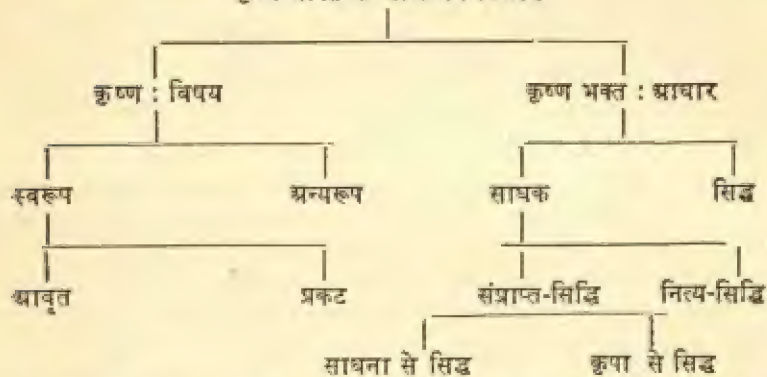 कृष्ण : विषय कृष्ण भक्त : आधार
स्वरूप अन्यरूप साधक सिद्ध
आवृत प्रकट संप्राप्त-सिद्धि नित्य-सिद्धि
साधना से सिद्ध कृपा से सिद्ध